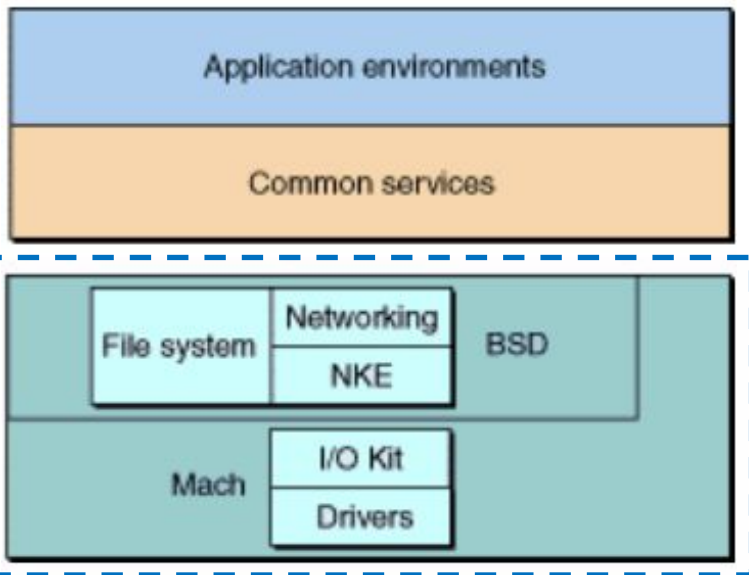 Application environments
Common services
File system
Networking
NKE
BSD
Mach
I/O Kit
Drivers